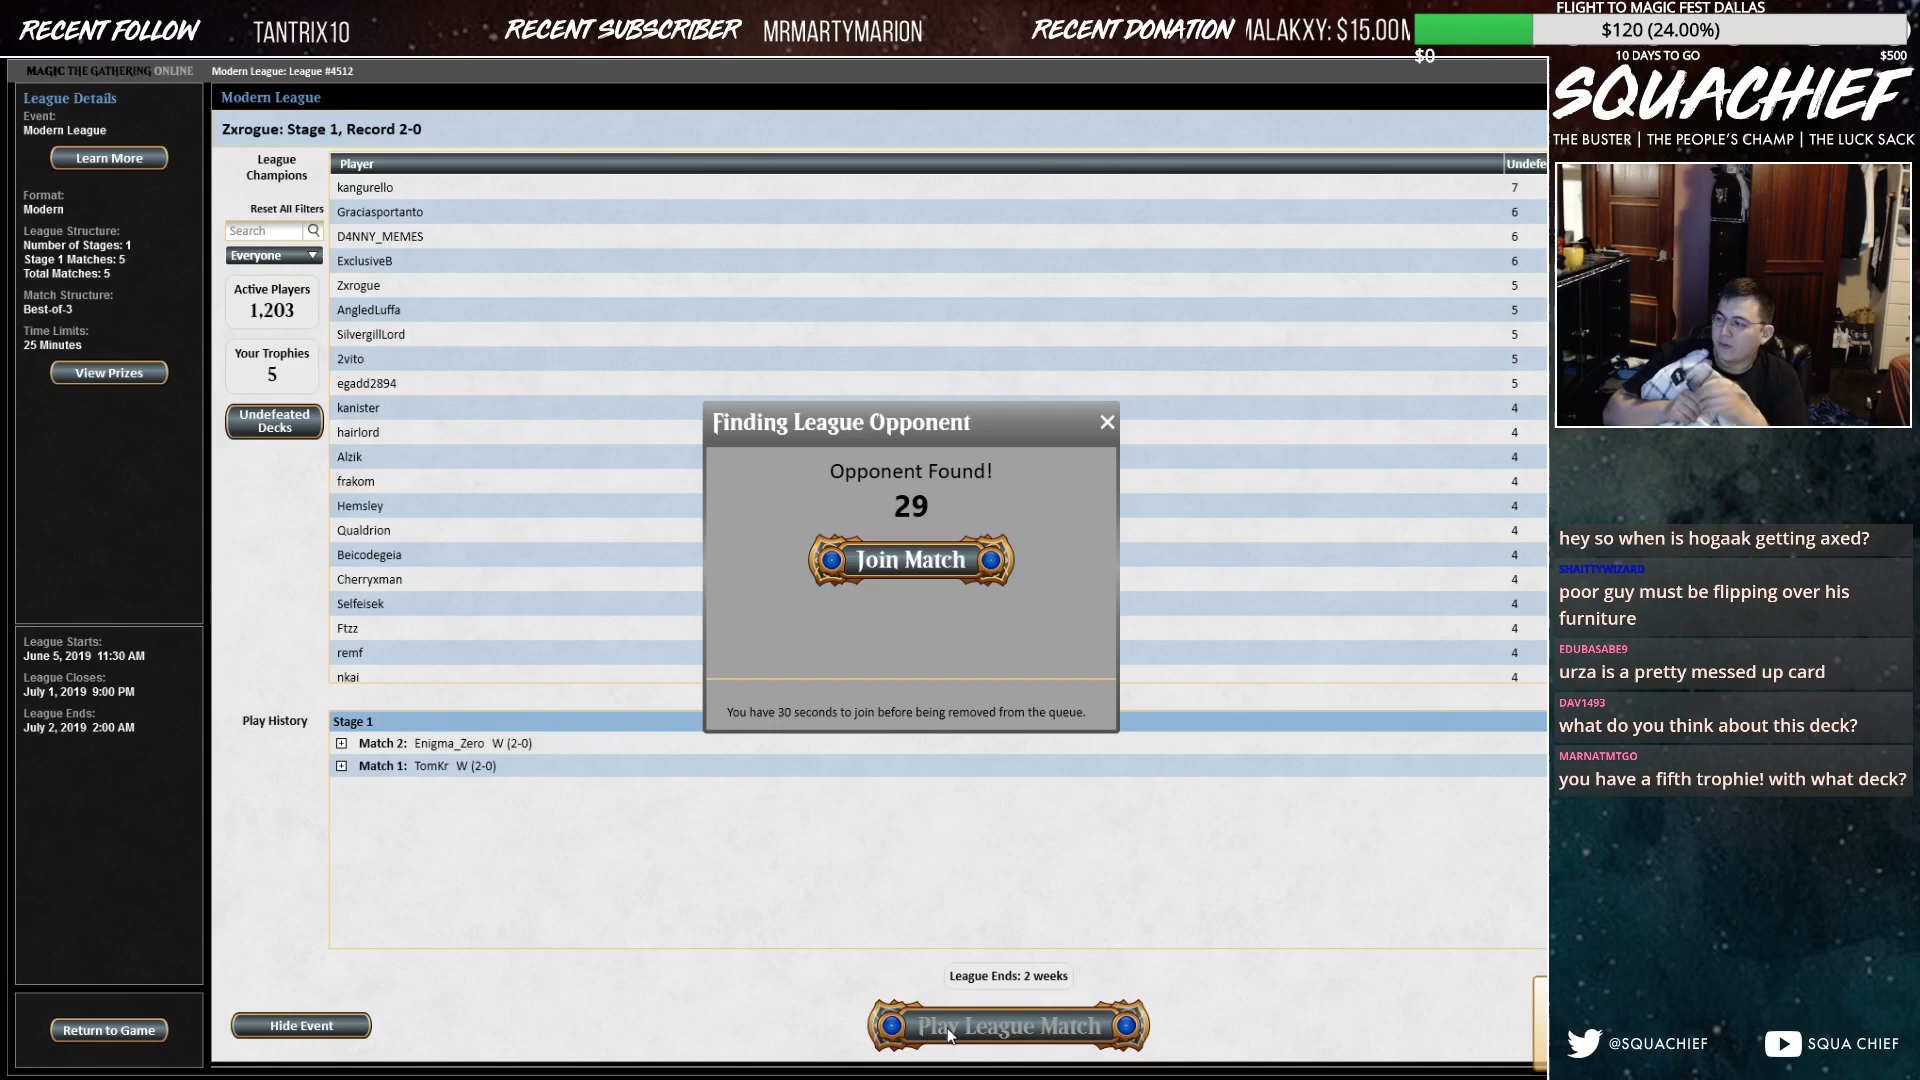 RECENT FOLLOW
TANTRIX10
RECENT SUBSCRIBER
MRMARTYMARION
RECENT DONATION
MALAKXY: $15.00
FLIGHT TO MAGIC FEST DALLAS
$120 (24.00%)
$0
10 DAYS TO GO
$500
MAGIC THE GATHERING ONLINE
Modern League: League #4512
SQUACHIEF
THE BUSTER | THE PEOPLE'S CHAMP | THE LUCK SACK
League Details
Event:
Modern League
Learn More
Format:
Modern
League Structure:
Number of Stages: 1
Stage 1 Matches: 5
Total Matches: 5
Match Structure:
Best-of-3
Time Limits:
25 Minutes
View Prizes
League Starts:
June 5, 2019 11:30 AM
League Closes:
July 1, 2019 9:00 PM
League Ends:
July 2, 2019 2:00 AM
Return to Game
Modern League
Zxrogue: Stage 1, Record 2-0
League
Champions
Reset All Filters
Search
Everyone
Active Players
1,203
Your Trophies
5
Undefeated
Decks
Player Undefe
kangurello 7
Graciasportanto 6
D4NNY_MEMES 6
ExclusiveB 6
Zxrogue 5
AngledLuffa 5
SilvergillLord 5
2vito 5
egadd2894 5
kanister 4
hairlord 4
Alzik 4
frakom 4
Hemsley 4
Qualdrion 4
Beicodegeia 4
Cherryxman 4
Selfeisek 4
Ftzz 4
remf 4
nkai 4
Finding League Opponent
Opponent Found!
29
Join Match
You have 30 seconds to join before being removed from the queue.
Play History
Stage 1
Match 2: Enigma_Zero W (2-0)
Match 1: TomKr W (2-0)
League Ends: 2 weeks
Hide Event
Play League Match
hey so when is hogaak getting axed?
SHAITTYWIZARD
poor guy must be flipping over his
furniture
EDUBASABE9
urza is a pretty messed up card
DAV1493
what do you think about this deck?
MARNATMTGO
you have a fifth trophie! with what deck?
@SQUACHIEF
SQUA CHIEF